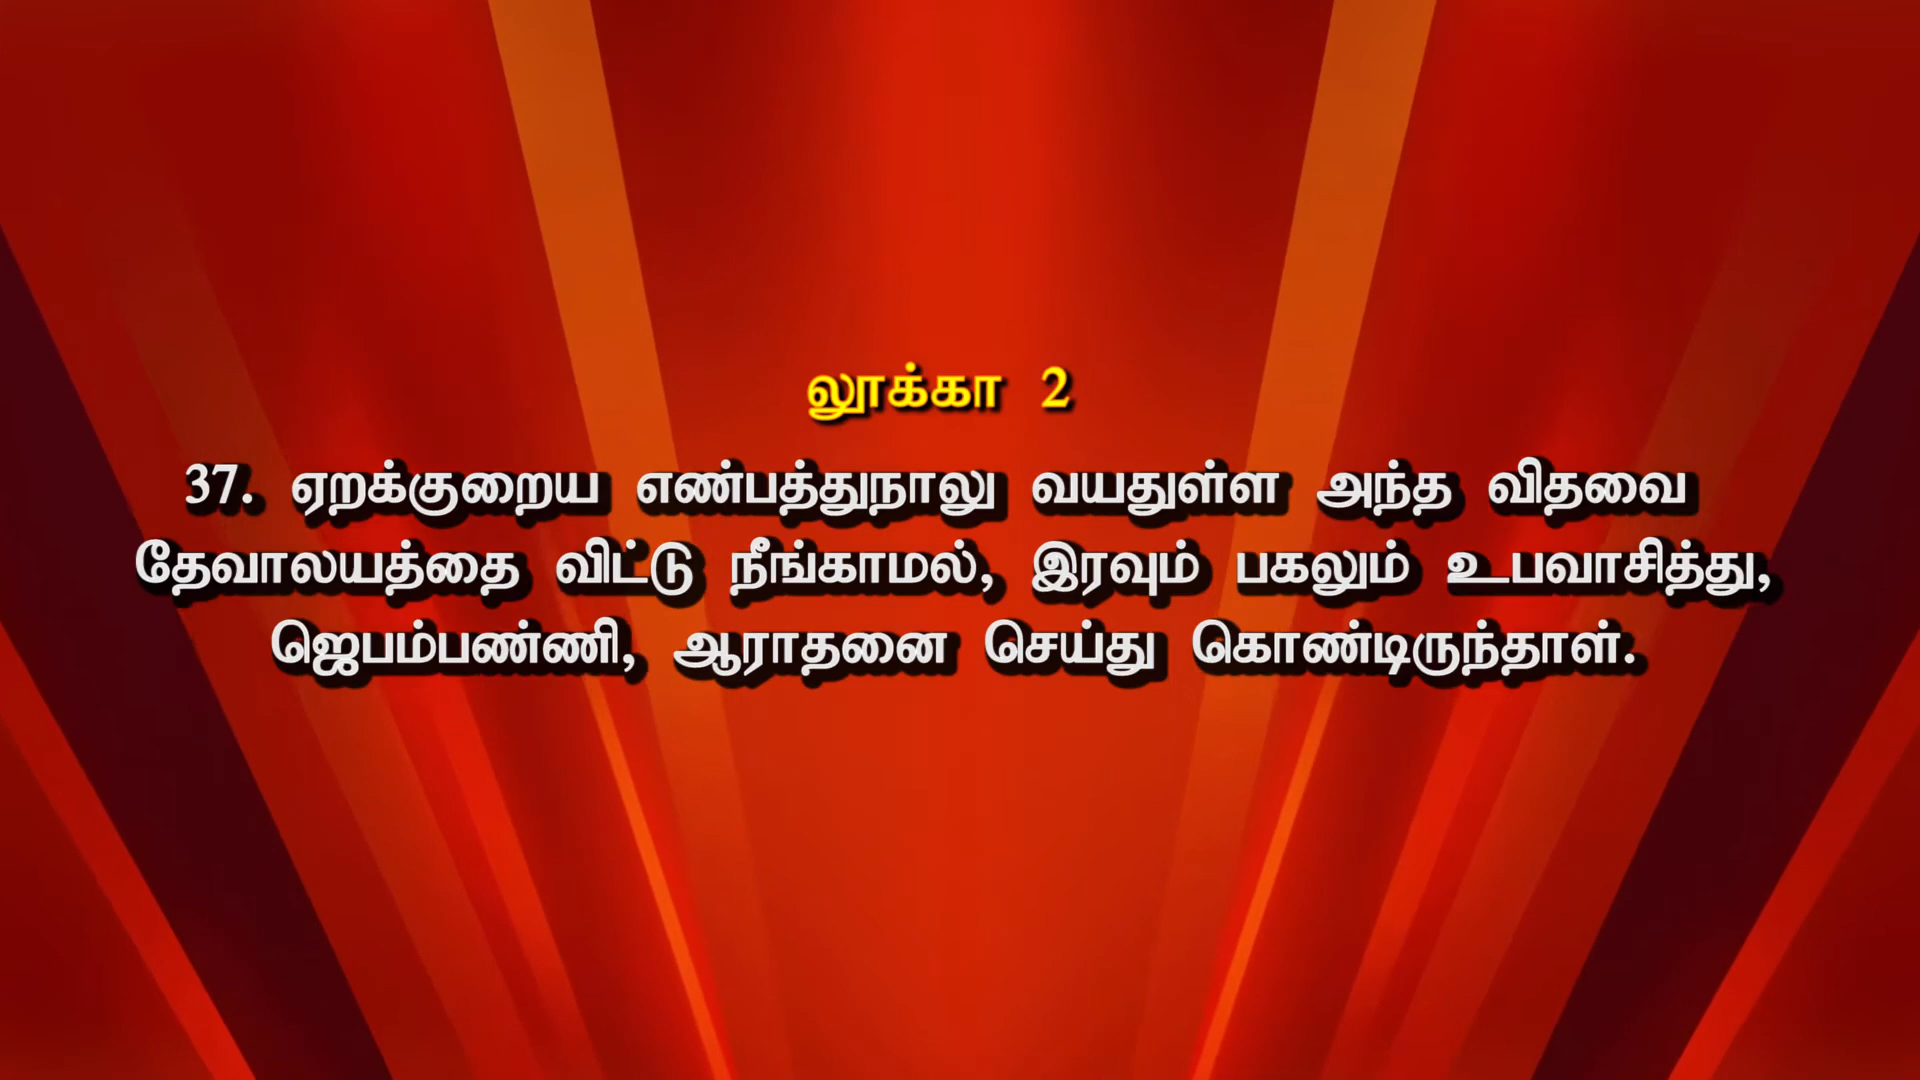 லூக்கா 2
37. ஏறக்குறைய எண்பத்துநாலு வயதுள்ள அந்த விதவை
தேவாலயத்தை விட்டு நீங்காமல், இரவும் பகலும் உபவாசித்து,
ஜெபம்பண்ணி, ஆராதனை செய்து கொண்டிருந்தாள்.